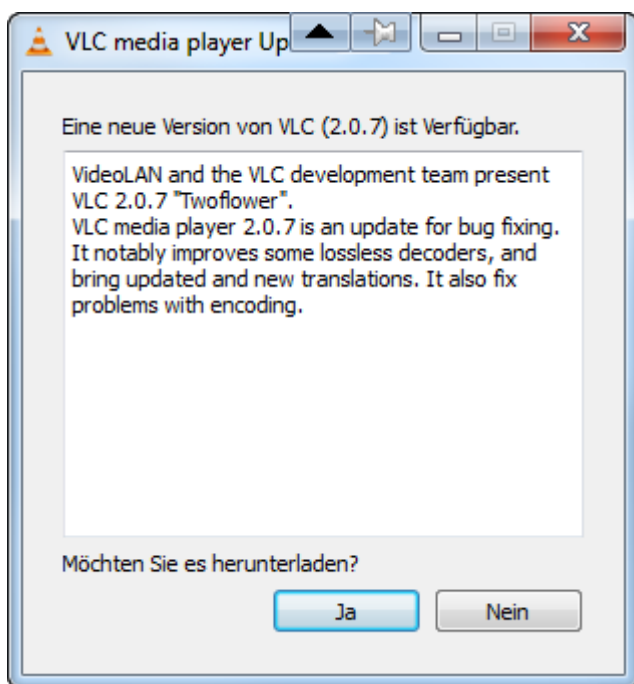 VLC media player Up
Eine neue Version von VLC (2.0.7) ist Verfügbar.
VideoLAN and the VLC development team present
VLC 2.0.7 "Twoflower".
VLC media player 2.0.7 is an update for bug fixing.
It notably improves some lossless decoders, and
bring updated and new translations. It also fix
problems with encoding.
Möchten Sie es herunterladen?
Ja
Nein